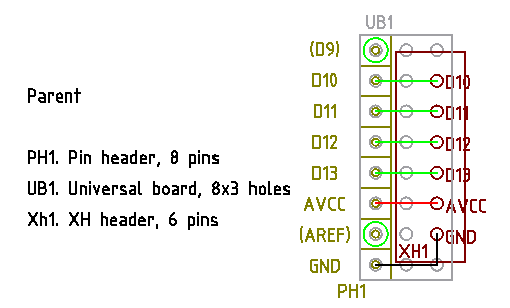 UB1
(D9)
D10 D10
Parent
D11 D11
D12 D12
PH1. Pin header, 8 pins
D13 D13
UB1. Universal board, 8x3 holes
AVCC AVCC
Xh1. XH header, 6 pins
(AREF) GND
XH1
GND
PH1